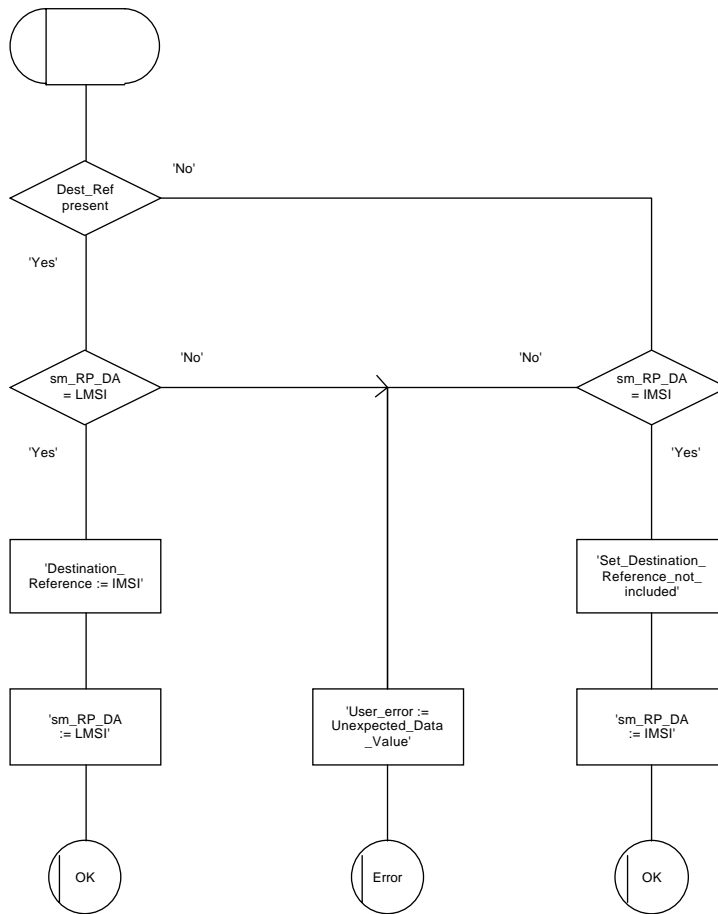 'No'
Dest_Ref
present
'Yes'
'No'
'No'
sm_RP_DA
= LMSI
sm_RP_DA
= IMSI
'Yes'
'Yes'
'Destination_
Reference := IMSI'
'Set_Destination_
Reference_not_
included'
'sm_RP_DA
:= LMSI'
'User_error :=
Unexpected_Data
_Value'
'sm_RP_DA
:= IMSI'
OK
Error
OK